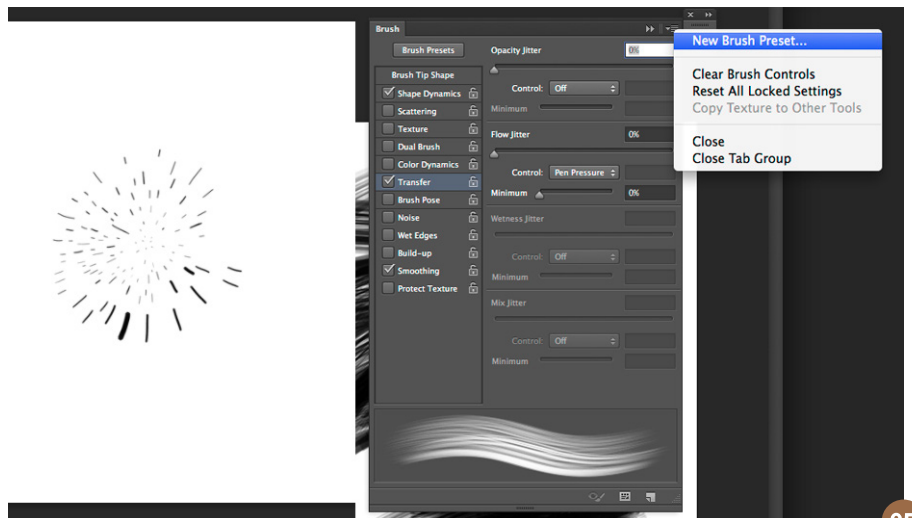 Brush
Brush Presets
Opacity Jitter
0%
Brush Tip Shape
Control: Off
Shape Dynamics
Minimum
Scattering
Texture
Flow Jitter
0%
Dual Brush
Color Dynamics
Control: Pen Pressure
Transfer
Minimum
0%
Brush Pose
Noise
Wetness Jitter
Wet Edges
Build-up
Control: Off
Smoothing
Minimum
Protect Texture
Mix Jitter
Control: Off
Minimum
New Brush Preset...
Clear Brush Controls
Reset All Locked Settings
Copy Texture to Other Tools
Close
Close Tab Group